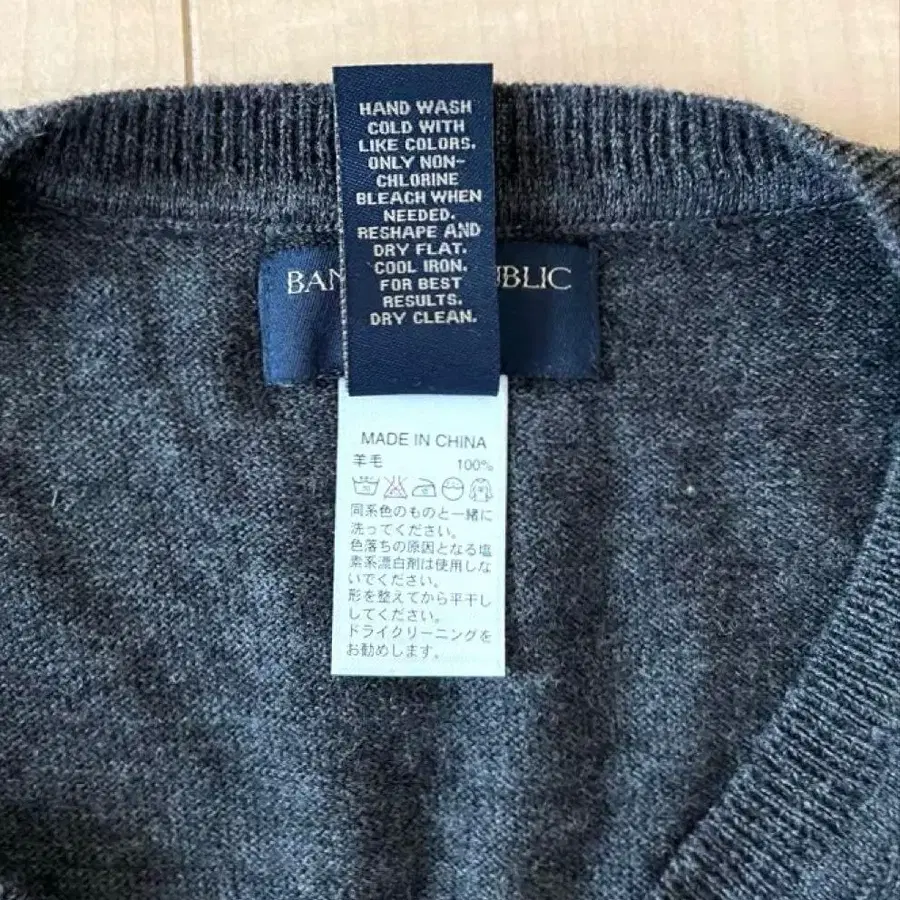 HAND WASH
COLD WITH
LIKE COLORS.
ONLY NON-
CHLORINE
BLEACH WHEN
NEEDED.
RESHAPE AND
DRY FLAT.
COOL IRON.
FOR BEST
RESULTS.
DRY CLEAN.
BAN UBLIC
MADE IN CHINA
羊毛 100%
同系色のものと一緒に
洗ってください。
色落ちの原因となる塩
素系漂白剤は使用しな
いでください。
形を整えてから平干し
してください。
ドライクリーニングを
お勧めします。